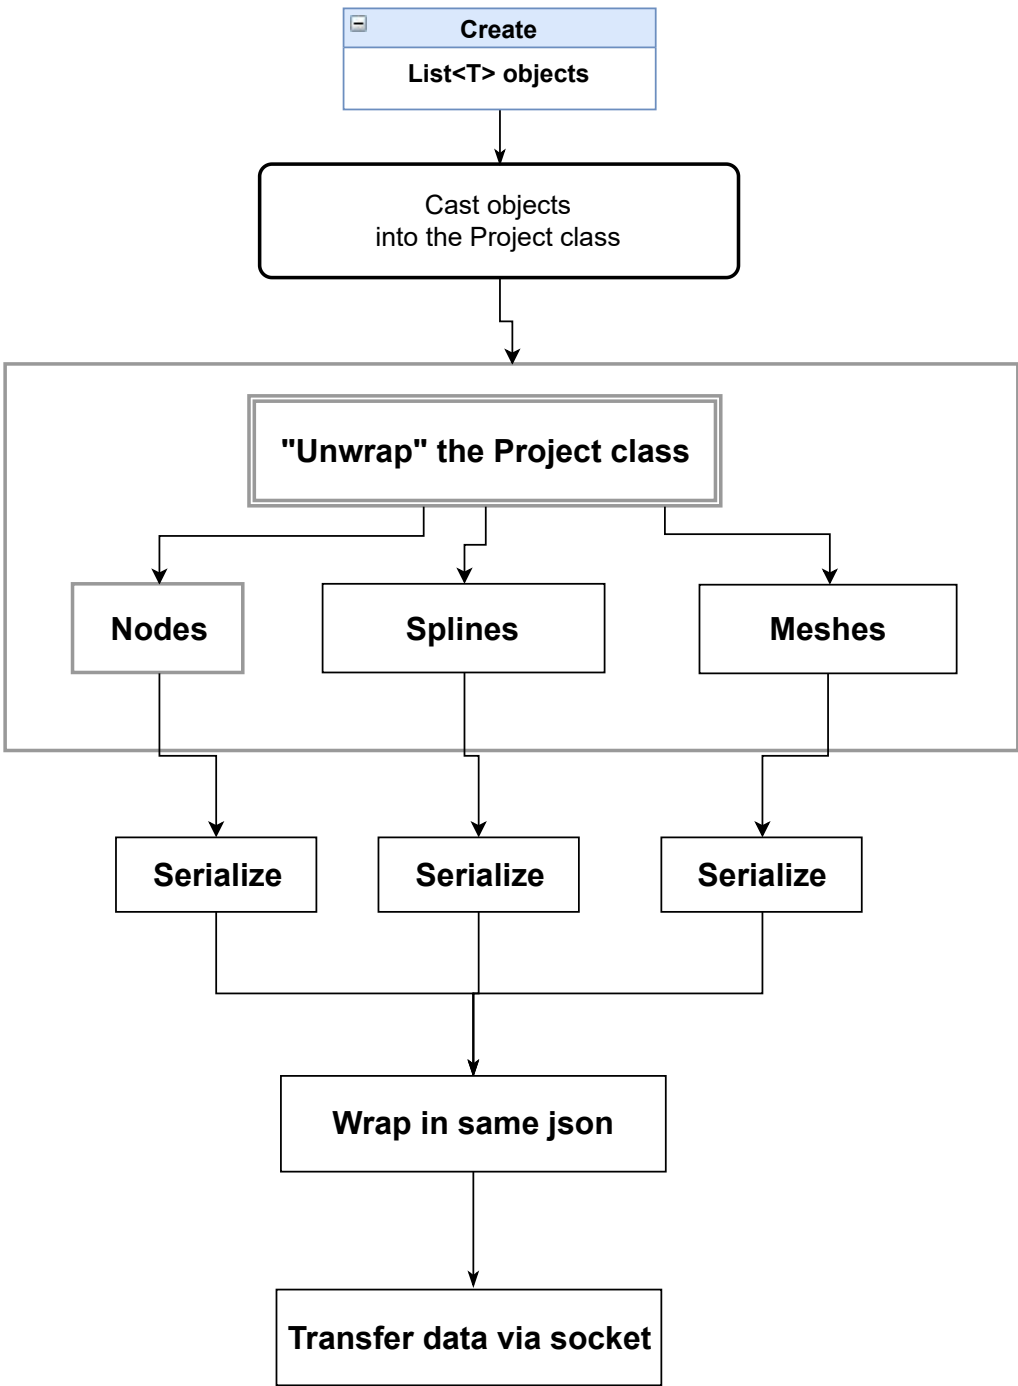 Create
List<T> objects
Cast objects
into the Project class
"Unwrap" the Project class
Nodes
Splines
Meshes
Serialize
Serialize
Serialize
Wrap in same json
Transfer data via socket